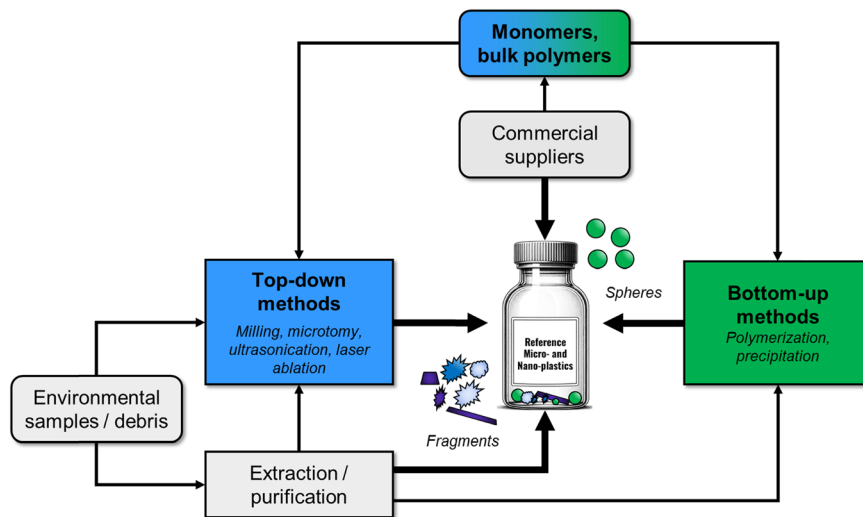 Monomers,
bulk polymers
Commercial
suppliers
Top-down
methods
Milling, microtomy,
ultrasonication, laser
ablation
Spheres
Bottom-up
methods
Polymerization,
precipitation
Reference
Micro- and
Nano-plastics
Environmental
samples / debris
Fragments
Extraction /
purification